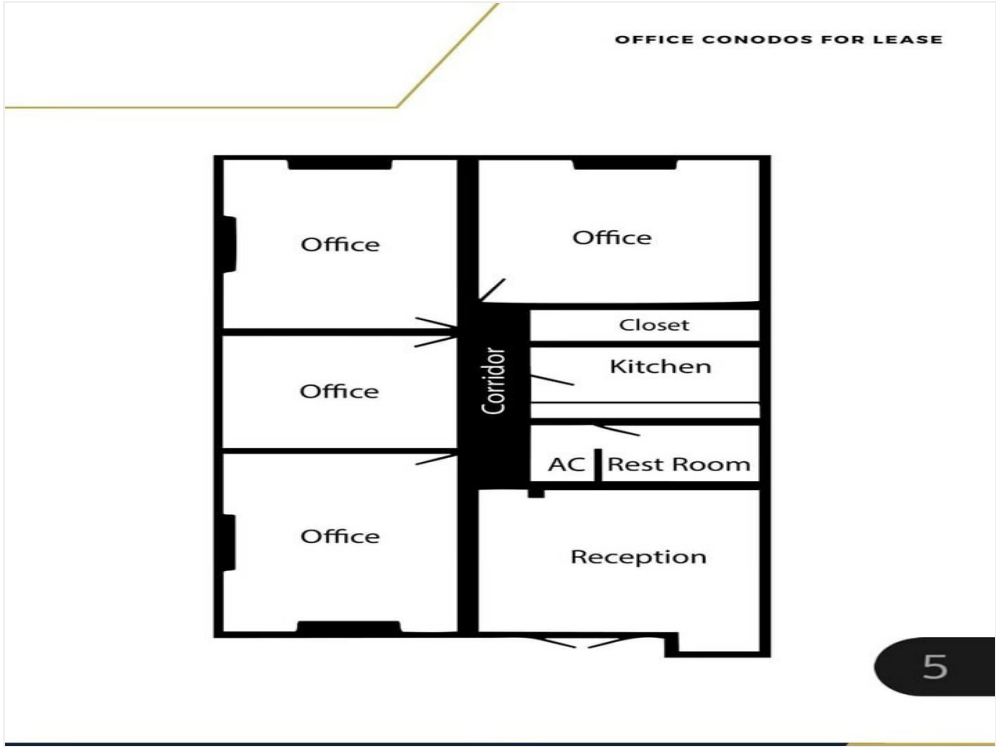 OFFICE CONODOS FOR LEASE
Office
Office
Closet
Kitchen
Corridor
Office
AC
Rest Room
Office
Reception
5